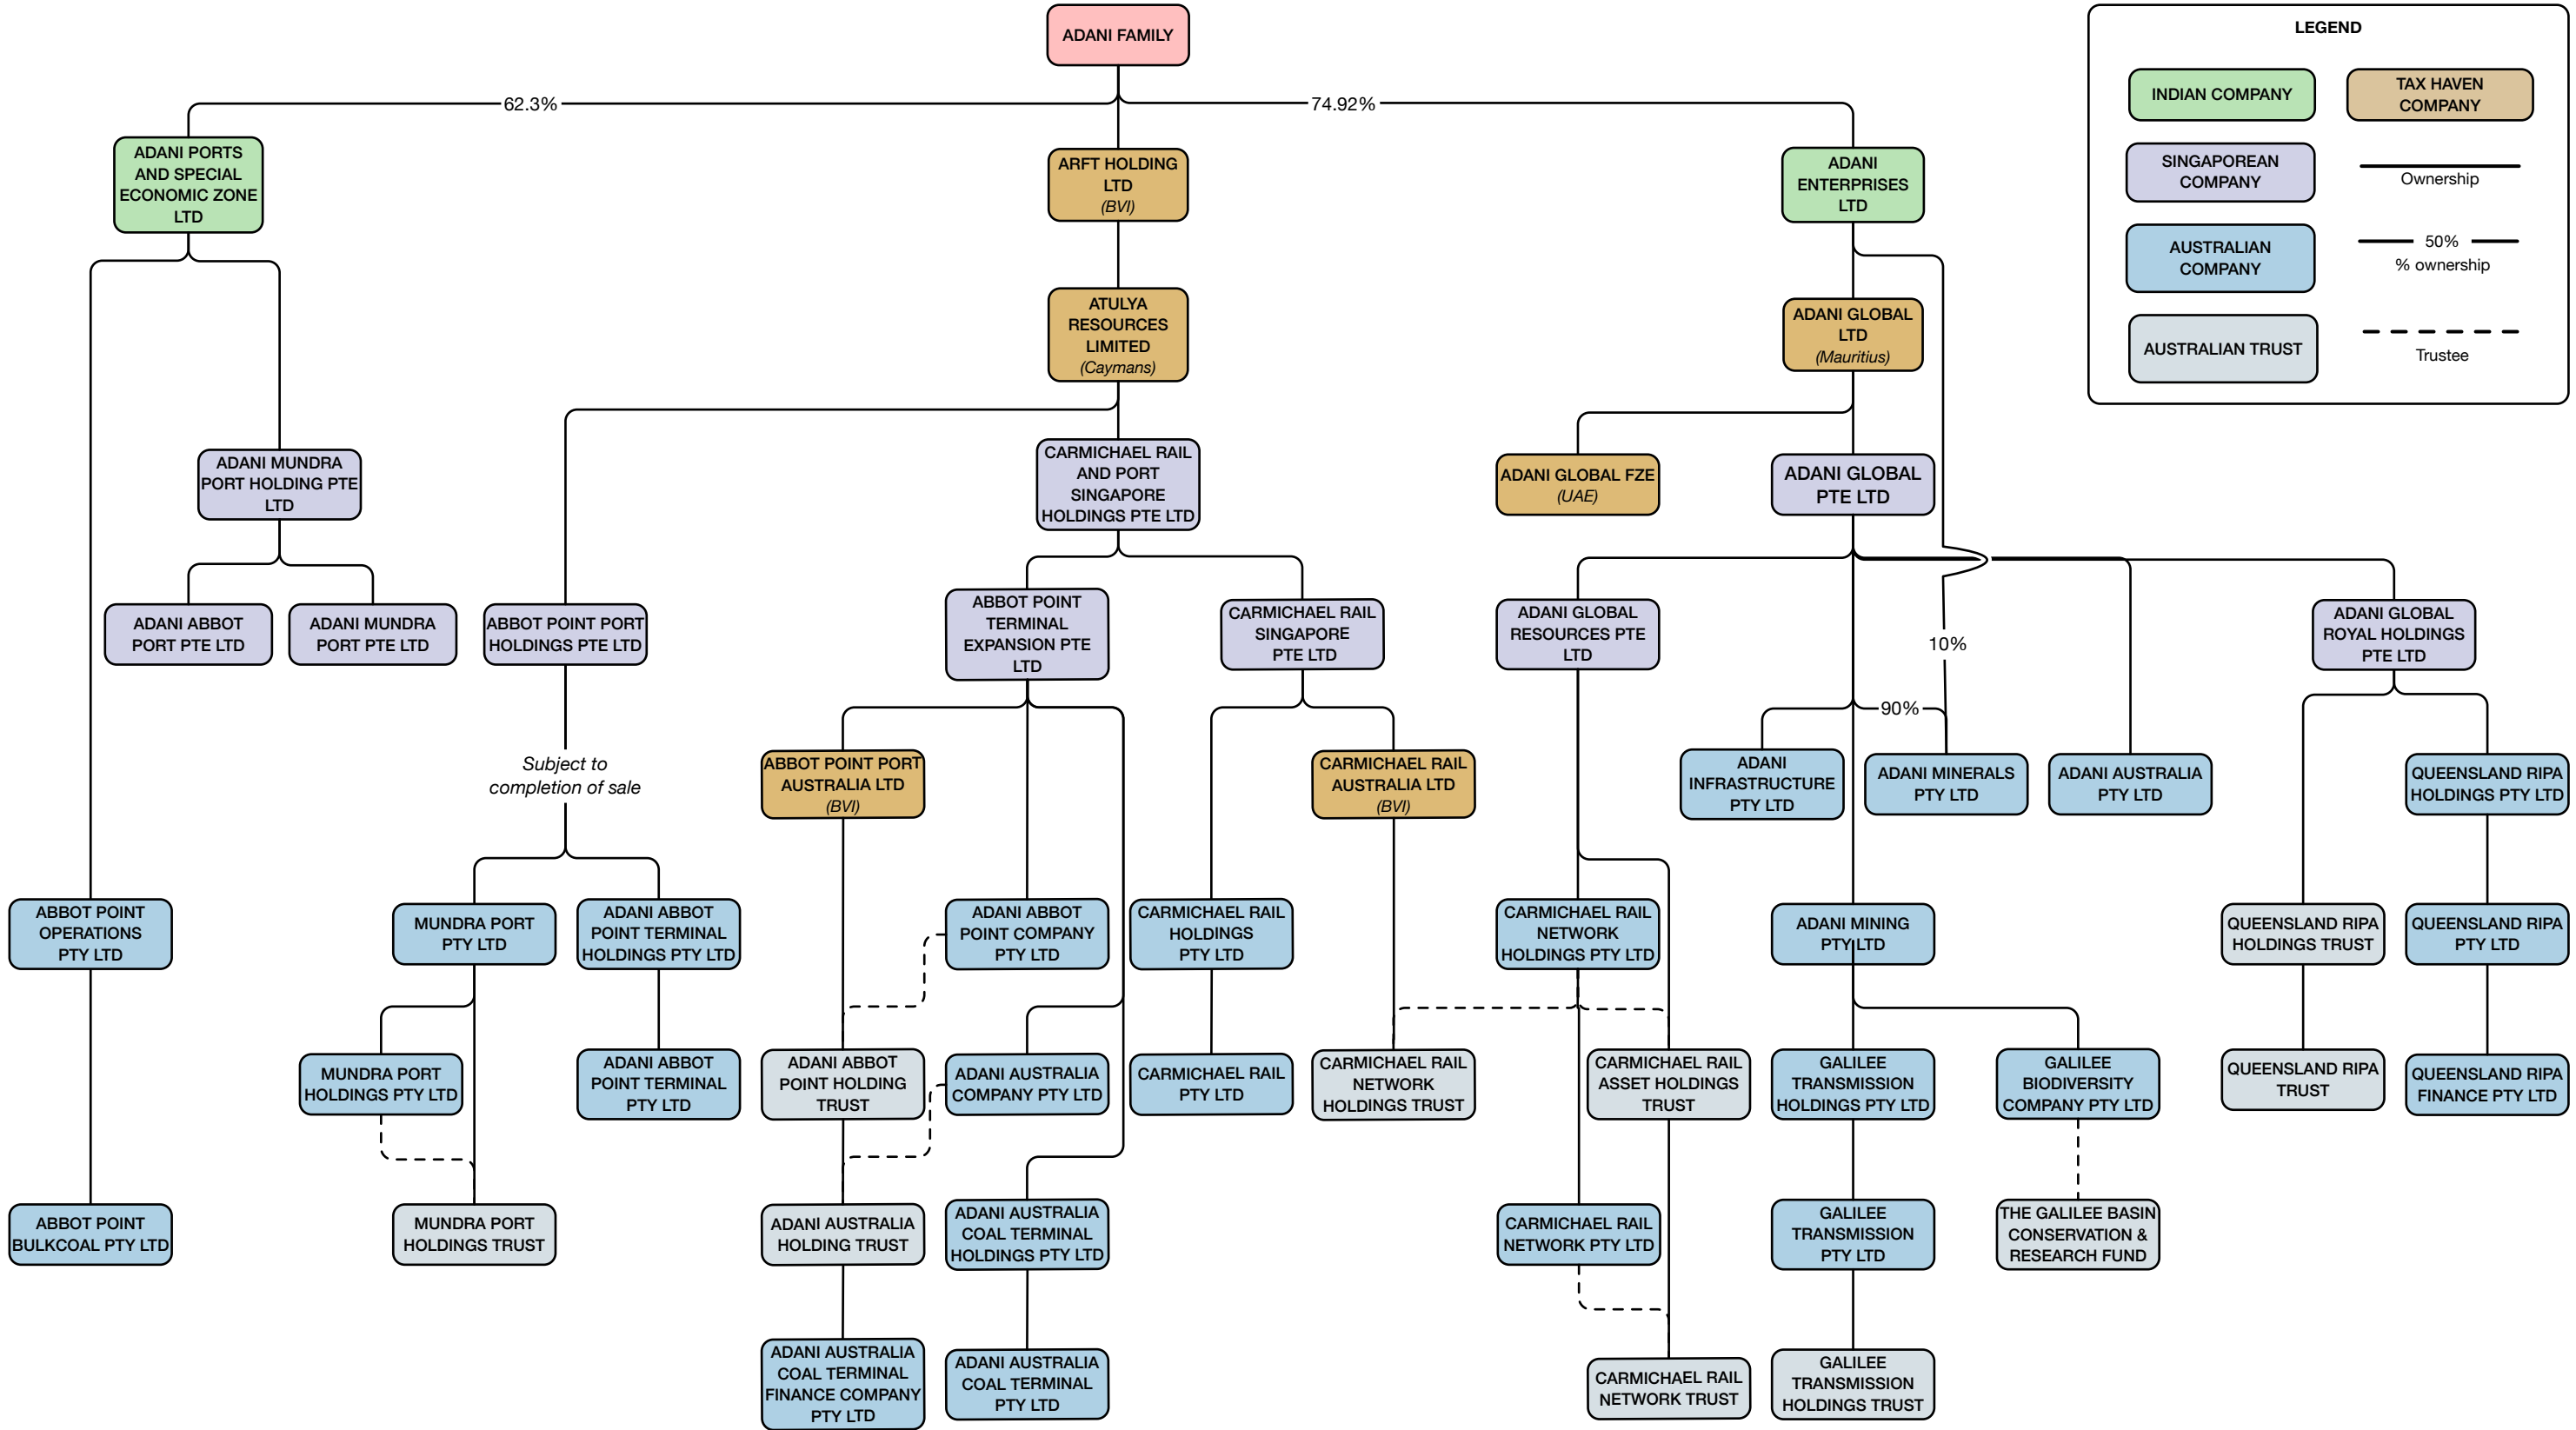 ADANI FAMILY
62.3%
74.92%
LEGEND
INDIAN COMPANY
TAX HAVEN
COMPANY
SINGAPOREAN
COMPANY
Ownership
AUSTRALIAN
COMPANY
50%
% ownership
AUSTRALIAN TRUST
Trustee
ADANI PORTS
AND SPECIAL
ECONOMIC ZONE
LTD
ARFT HOLDING
LTD
(BVI)
ADANI
ENTERPRISES
LTD
ATULYA
RESOURCES
LIMITED
(Caymans)
ADANI GLOBAL
LTD
(Mauritius)
ADANI MUNDRA
PORT HOLDING PTE
LTD
CARMICHAEL RAIL
AND PORT
SINGAPORE
HOLDINGS PTE LTD
ADANI GLOBAL FZE
(UAE)
ADANI GLOBAL
PTE LTD
ADANI ABBOT
PORT PTE LTD
ADANI MUNDRA
PORT PTE LTD
ABBOT POINT PORT
HOLDINGS PTE LTD
ABBOT POINT
TERMINAL
EXPANSION PTE
LTD
CARMICHAEL RAIL
SINGAPORE
PTE LTD
ADANI GLOBAL
RESOURCES PTE
LTD
10%
ADANI GLOBAL
ROYAL HOLDINGS
PTE LTD
90%
Subject to
completion of sale
ABBOT POINT PORT
AUSTRALIA LTD
(BVI)
CARMICHAEL RAIL
AUSTRALIA LTD
(BVI)
ADANI
INFRASTRUCTURE
PTY LTD
ADANI MINERALS
PTY LTD
ADANI AUSTRALIA
PTY LTD
QUEENSLAND RIPA
HOLDINGS PTY LTD
ABBOT POINT
OPERATIONS
PTY LTD
MUNDRA PORT
PTY LTD
ADANI ABBOT
POINT TERMINAL
HOLDINGS PTY LTD
ADANI ABBOT
POINT COMPANY
PTY LTD
CARMICHAEL RAIL
HOLDINGS
PTY LTD
CARMICHAEL RAIL
NETWORK
HOLDINGS PTY LTD
ADANI MINING
PTY LTD
QUEENSLAND RIPA
HOLDINGS TRUST
QUEENSLAND RIPA
PTY LTD
MUNDRA PORT
HOLDINGS PTY LTD
ADANI ABBOT
POINT TERMINAL
PTY LTD
ADANI ABBOT
POINT HOLDING
TRUST
ADANI AUSTRALIA
COMPANY PTY LTD
CARMICHAEL RAIL
PTY LTD
CARMICHAEL RAIL
NETWORK
HOLDINGS TRUST
CARMICHAEL RAIL
ASSET HOLDINGS
TRUST
GALILEE
TRANSMISSION
HOLDINGS PTY LTD
GALILEE
BIODIVERSITY
COMPANY PTY LTD
QUEENSLAND RIPA
TRUST
QUEENSLAND RIPA
FINANCE PTY LTD
ABBOT POINT
BULKCOAL PTY LTD
MUNDRA PORT
HOLDINGS TRUST
ADANI AUSTRALIA
HOLDING TRUST
ADANI AUSTRALIA
COAL TERMINAL
HOLDINGS PTY LTD
CARMICHAEL RAIL
NETWORK PTY LTD
GALILEE
TRANSMISSION
PTY LTD
THE GALILEE BASIN
CONSERVATION &
RESEARCH FUND
ADANI AUSTRALIA
COAL TERMINAL
FINANCE COMPANY
PTY LTD
ADANI AUSTRALIA
COAL TERMINAL
PTY LTD
CARMICHAEL RAIL
NETWORK TRUST
GALILEE
TRANSMISSION
HOLDINGS TRUST